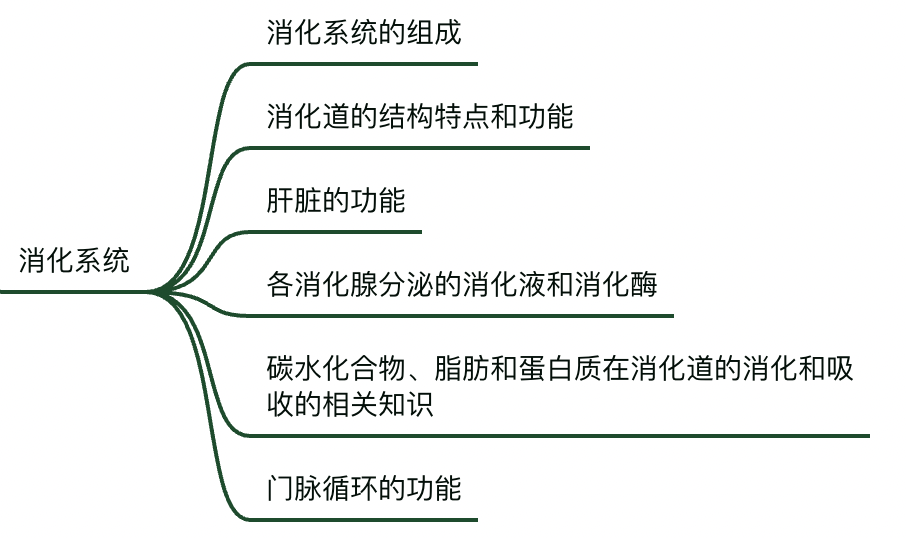 消化系统的组成
消化道的结构特点和功能
肝脏的功能
消化系统
各消化腺分泌的消化液和消化酶
碳水化合物、脂肪和蛋白质在消化道的消化和吸
收的相关知识
门脉循环的功能